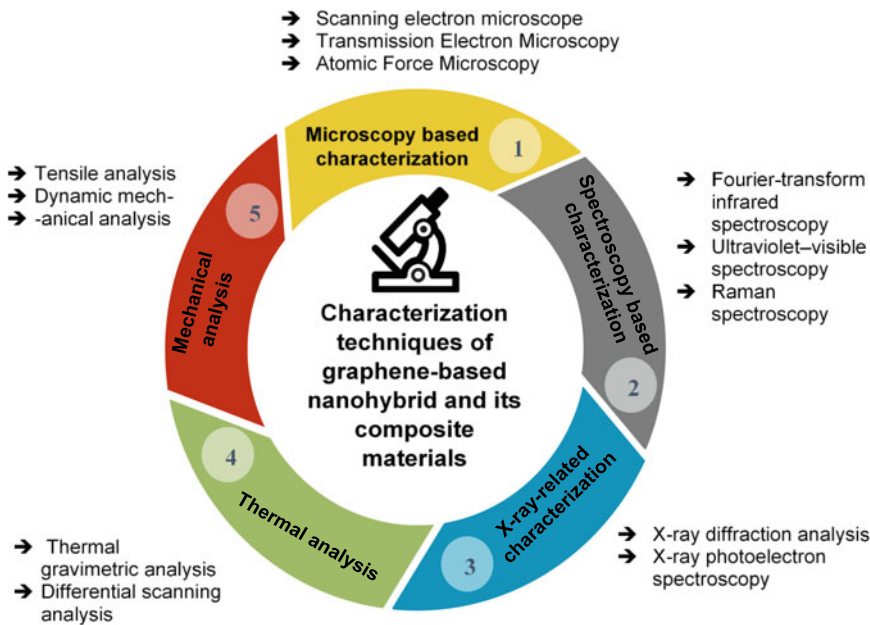 → Scanning electron microscope
→ Transmission Electron Microscopy
→ Atomic Force Microscopy
Microscopy based
characterization
1
→ Fourier-transform
infrared
spectroscopy
→ Ultraviolet–visible
spectroscopy
→ Raman
spectroscopy
Spectroscopy based
characterization
2
→ X-ray diffraction analysis
→ X-ray photoelectron
spectroscopy
X-ray-related
characterization
3
→ Thermal
gravimetric analysis
→ Differential scanning
analysis
Thermal analysis
4
→ Tensile analysis
→ Dynamic mech-
→ -anical analysis
Mechanical
analysis
5
Characterization
techniques of
graphene-based
nanohybrid and its
composite
materials